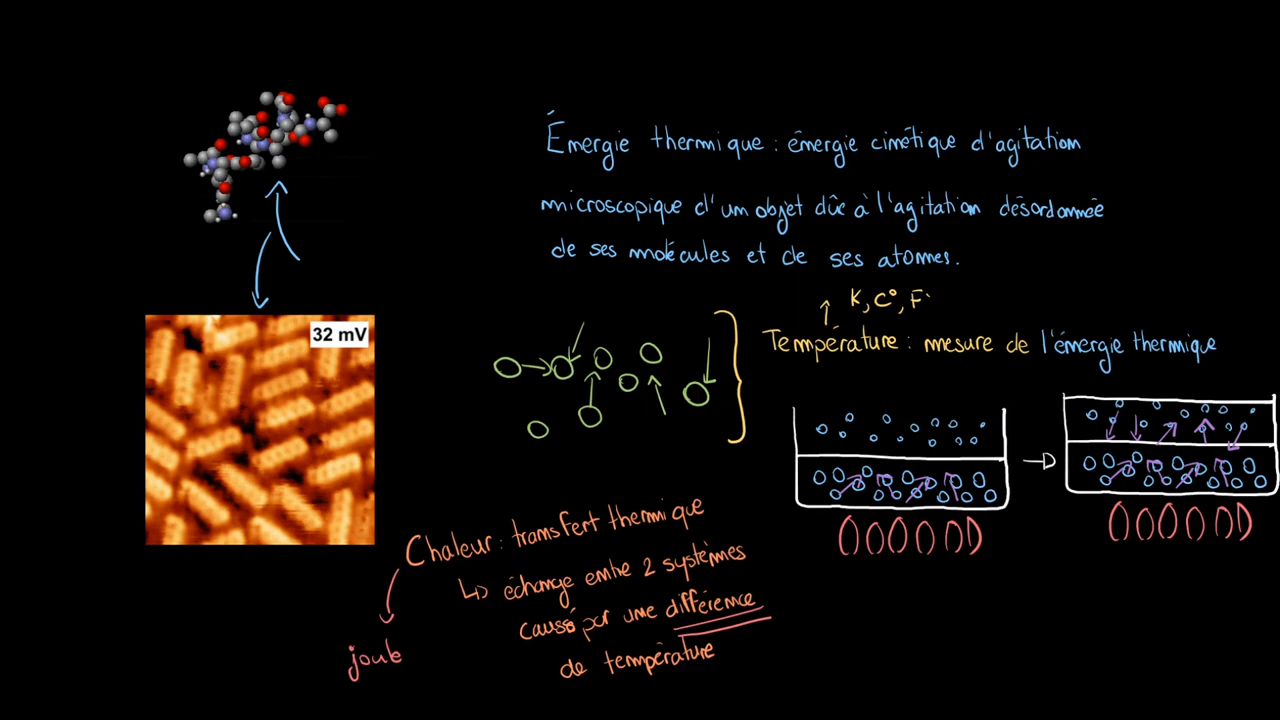 Énergie thermique : énergie cinétique d'agitation
microscopique d'un objet dûe à l'agitation désordonnée
de ses molécules et de ses atomes.
32 mV
K, C°, F°
Température : mesure de l'énergie thermique
Chaleur : transfert thermique
↳ échange entre 2 systèmes
causé par une différence
de température
joule